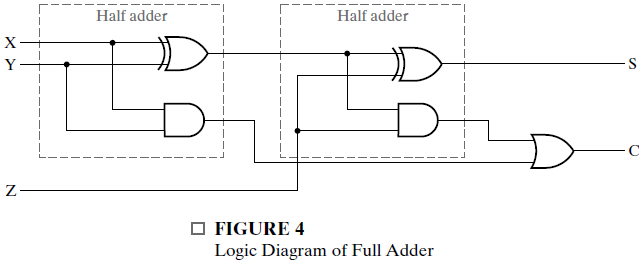 Half adder
Half adder
X
Y
S
C
Z
FIGURE 4
Logic Diagram of Full Adder